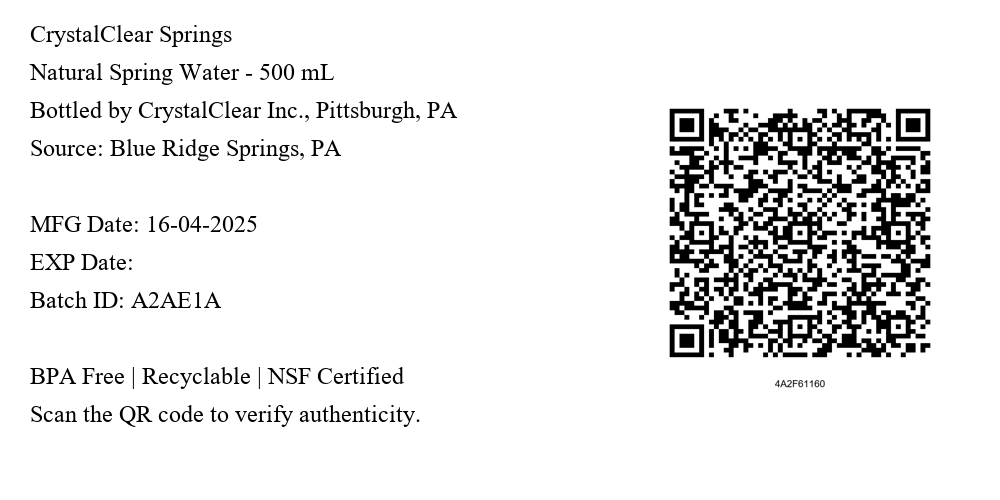 CrystalClear Springs
Natural Spring Water - 500 mL
Bottled by CrystalClear Inc., Pittsburgh, PA
Source: Blue Ridge Springs, PA
MFG Date: 16-04-2025
EXP Date:
Batch ID: A2AE1A
BPA Free | Recyclable | NSF Certified
Scan the QR code to verify authenticity.
4A2F61160